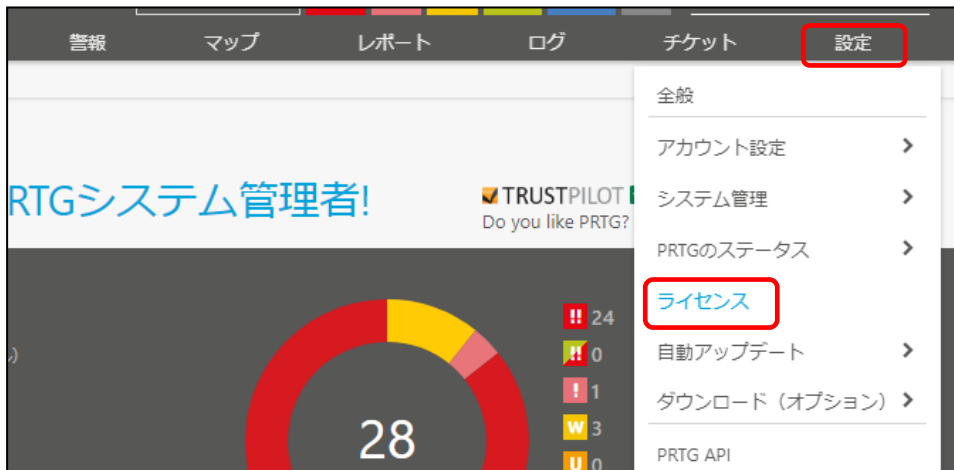 警報 マップ レポート ログ チケット 設定
全般
アカウント設定
RTGシステム管理者!
TRUSTPILOT
Do you like PRTG?
システム管理
PRTGのステータス
ライセンス
!! 24
自動アップデート
!! 0
! 1
ダウンロード（オプション）
28
W 3
PRTG API
U 0